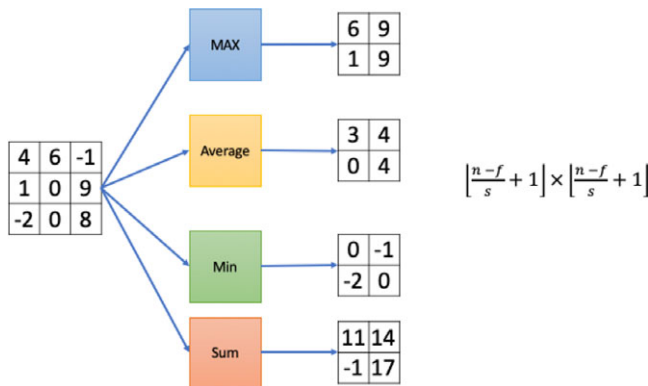 MAX
6 9
1 9
Average
3 4
0 4
4 6 -1
1 0 9
-2 0 8
⌊n-f/s + 1⌋ × ⌊n-f/s + 1⌋
Min
0 -1
-2 0
Sum
11 14
-1 17